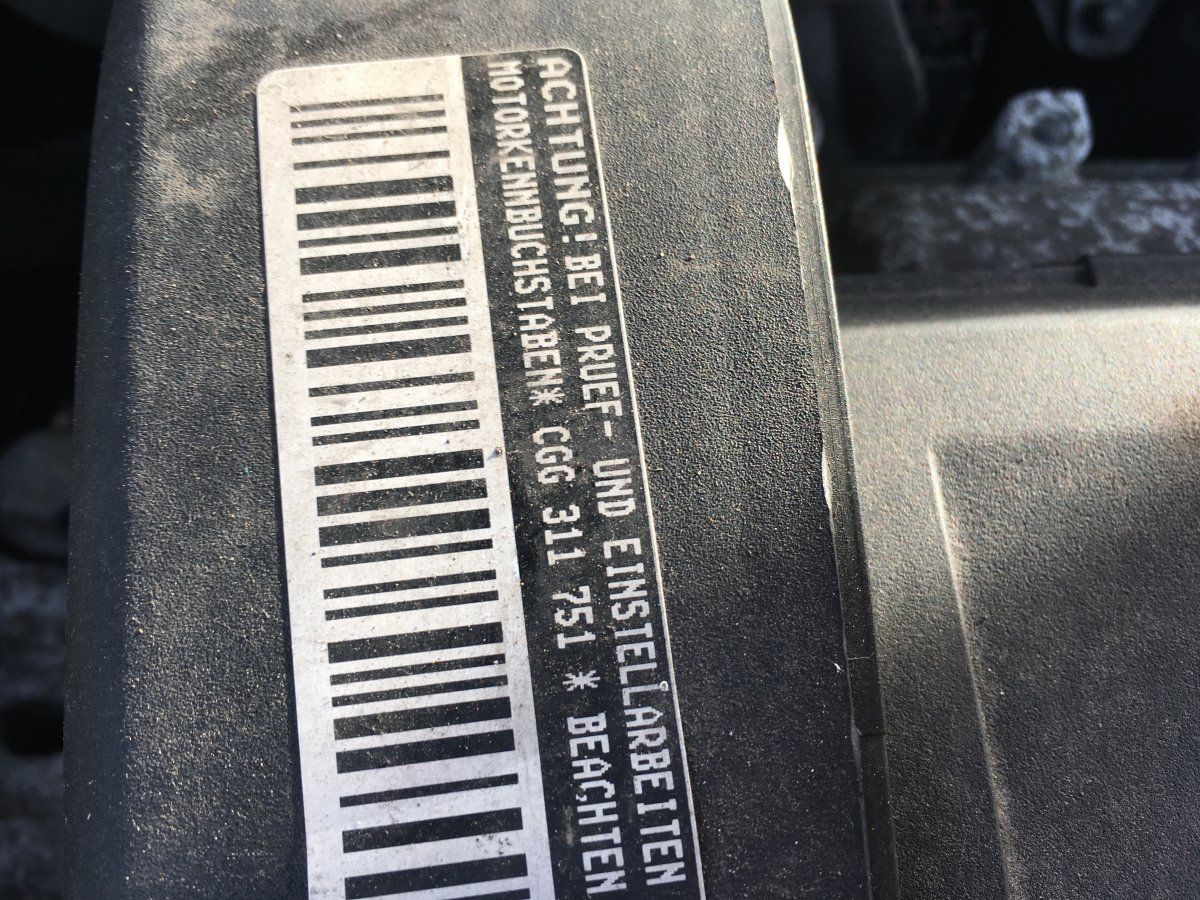 ACHTUNG! BEI PRUEF- UND EINSTELLARBEITEN
MOTORKENNBUCHSTABEN* CGG 311 751 * BEACHTEN